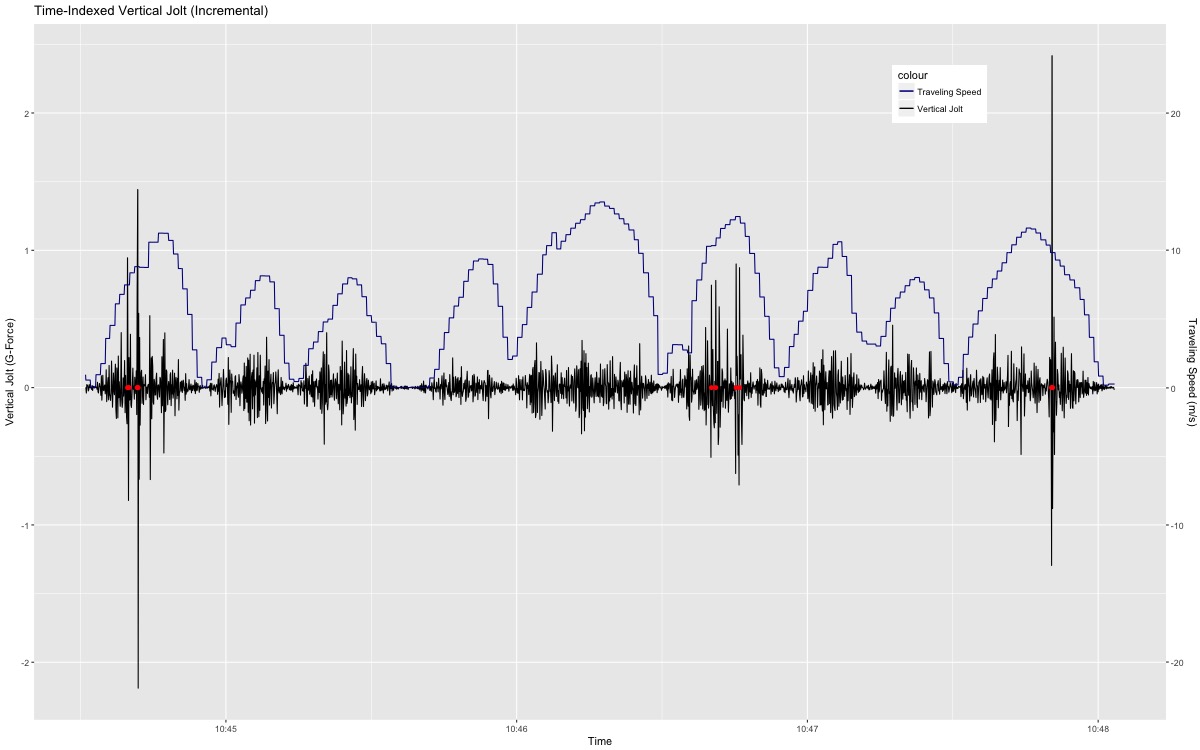 Time-Indexed Vertical Jolt (Incremental)
colour
Traveling Speed
Vertical Jolt
Vertical Jolt (G-Force)
2
1
0
-1
-2
20
10
0
-10
-20
Traveling Speed (m/s)
10:45
10:46
10:47
10:48
Time